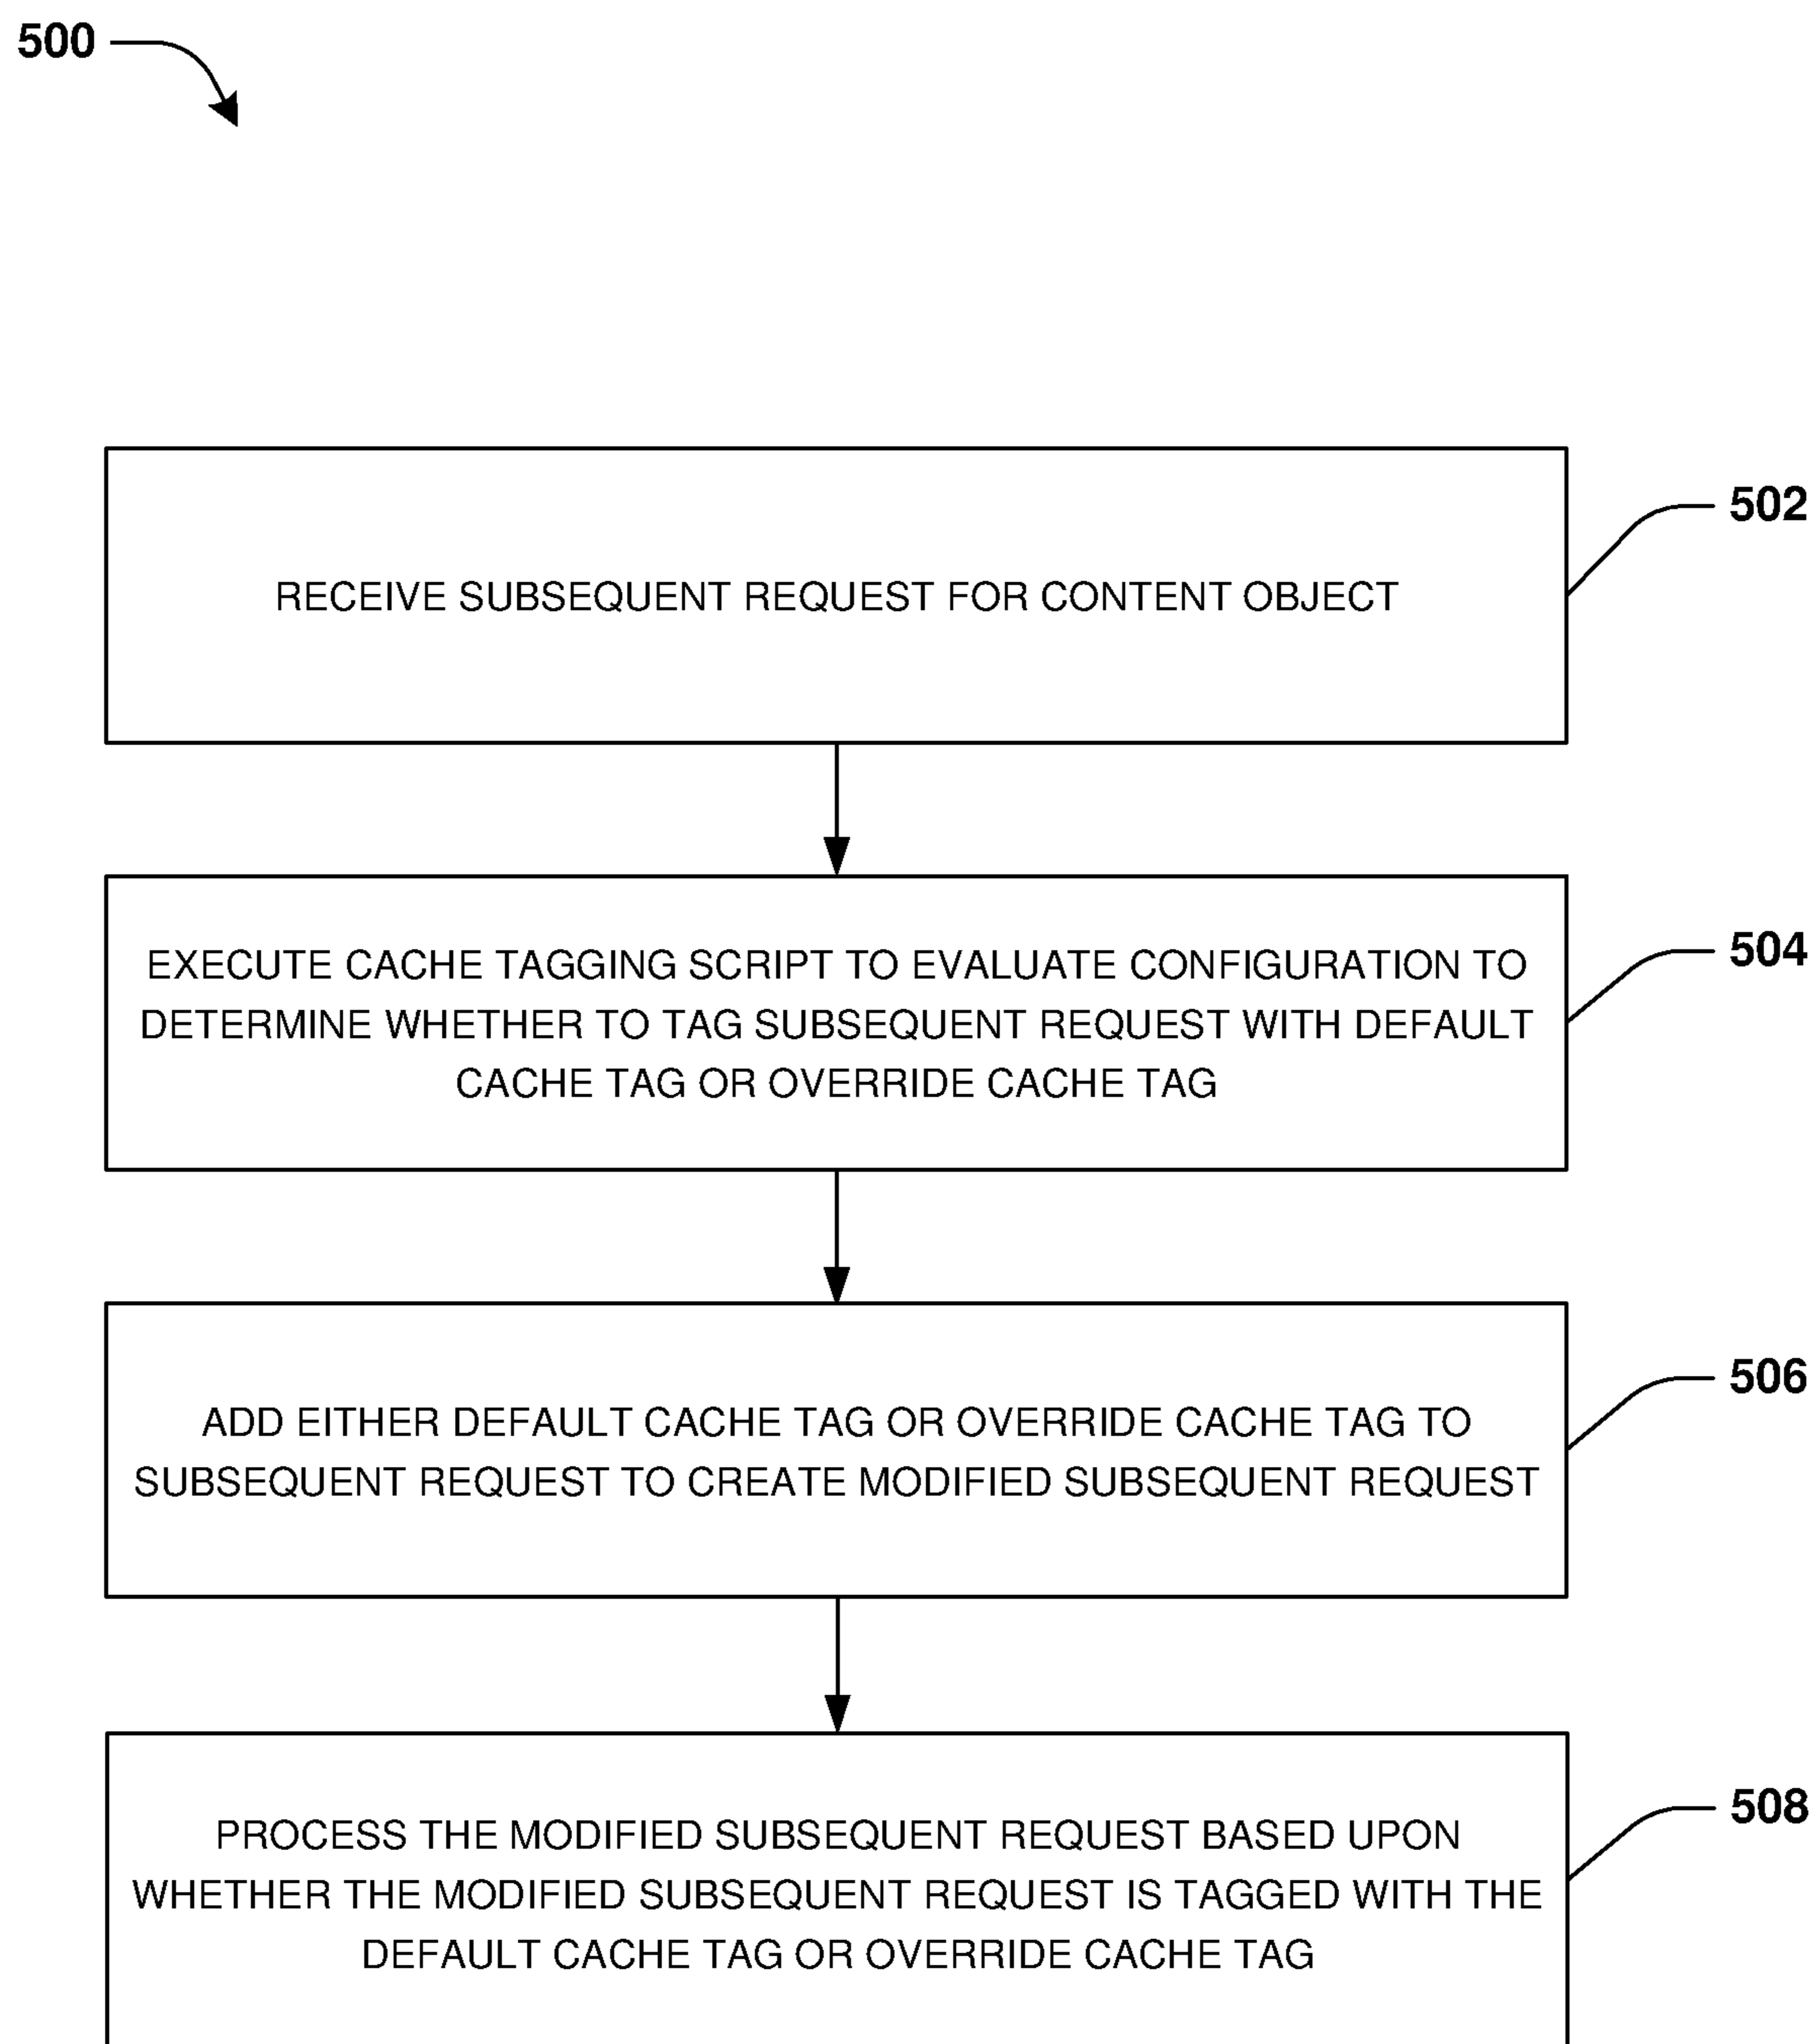 500
RECEIVE SUBSEQUENT REQUEST FOR CONTENT OBJECT
502
EXECUTE CACHE TAGGING SCRIPT TO EVALUATE CONFIGURATION TO
DETERMINE WHETHER TO TAG SUBSEQUENT REQUEST WITH DEFAULT
CACHE TAG OR OVERRIDE CACHE TAG
504
ADD EITHER DEFAULT CACHE TAG OR OVERRIDE CACHE TAG TO
SUBSEQUENT REQUEST TO CREATE MODIFIED SUBSEQUENT REQUEST
506
PROCESS THE MODIFIED SUBSEQUENT REQUEST BASED UPON
WHETHER THE MODIFIED SUBSEQUENT REQUEST IS TAGGED WITH THE
DEFAULT CACHE TAG OR OVERRIDE CACHE TAG
508